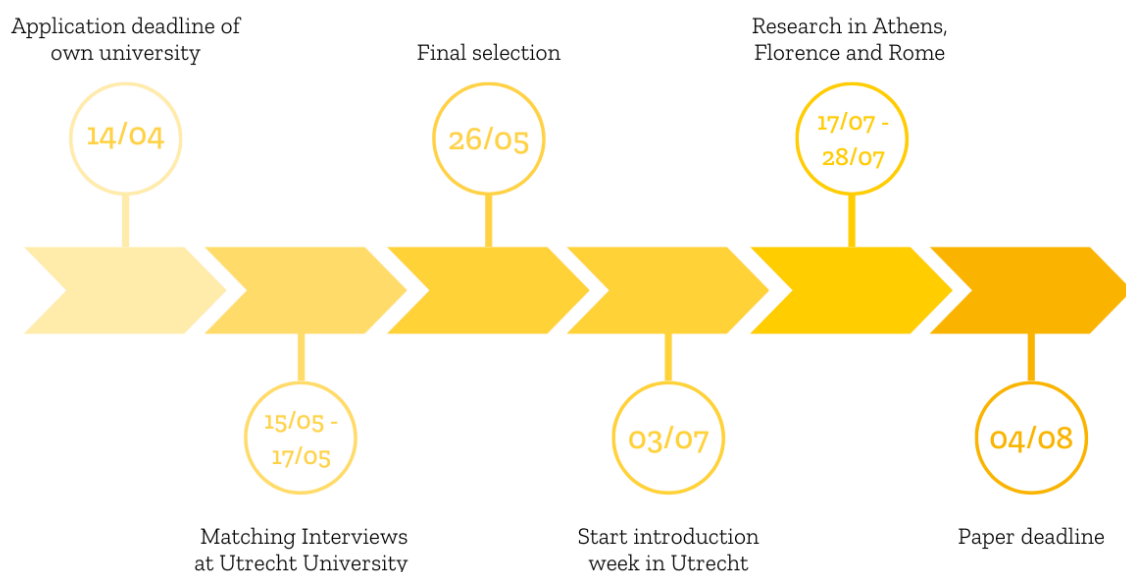 Application deadline of
own university
14/04
15/05 -
17/05
Matching Interviews
at Utrecht University
Final selection
26/05
03/07
Start introduction
week in Utrecht
Research in Athens,
Florence and Rome
17/07 -
28/07
04/08
Paper deadline